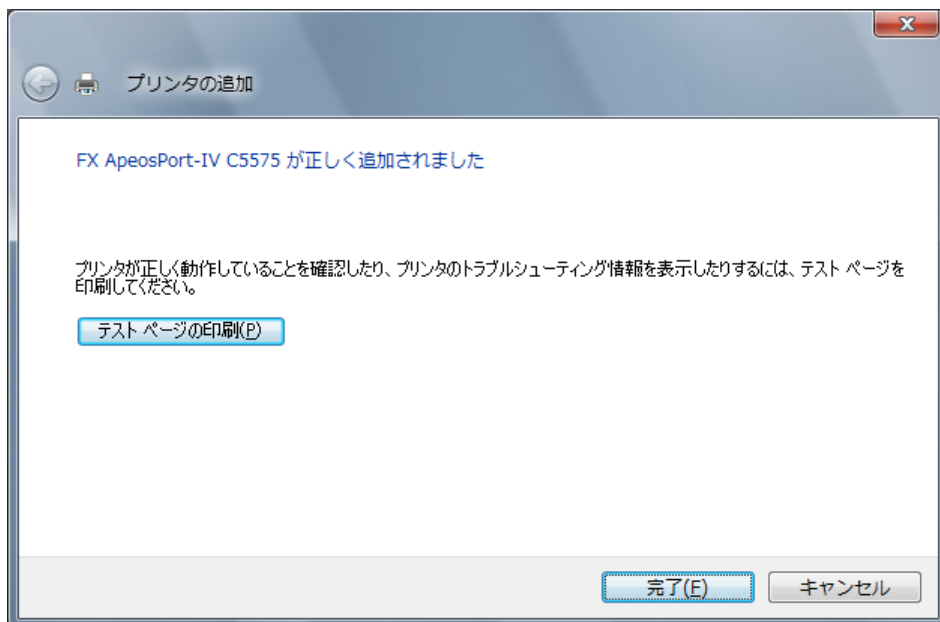 プリンタの追加
FX ApeosPort-IV C5575 が正しく追加されました
プリンタが正しく動作していることを確認したり、プリンタのトラブルシューティング情報を表示したりするには、テスト ページを
印刷してください。
テスト ページの印刷(P)
完了(F)
キャンセル